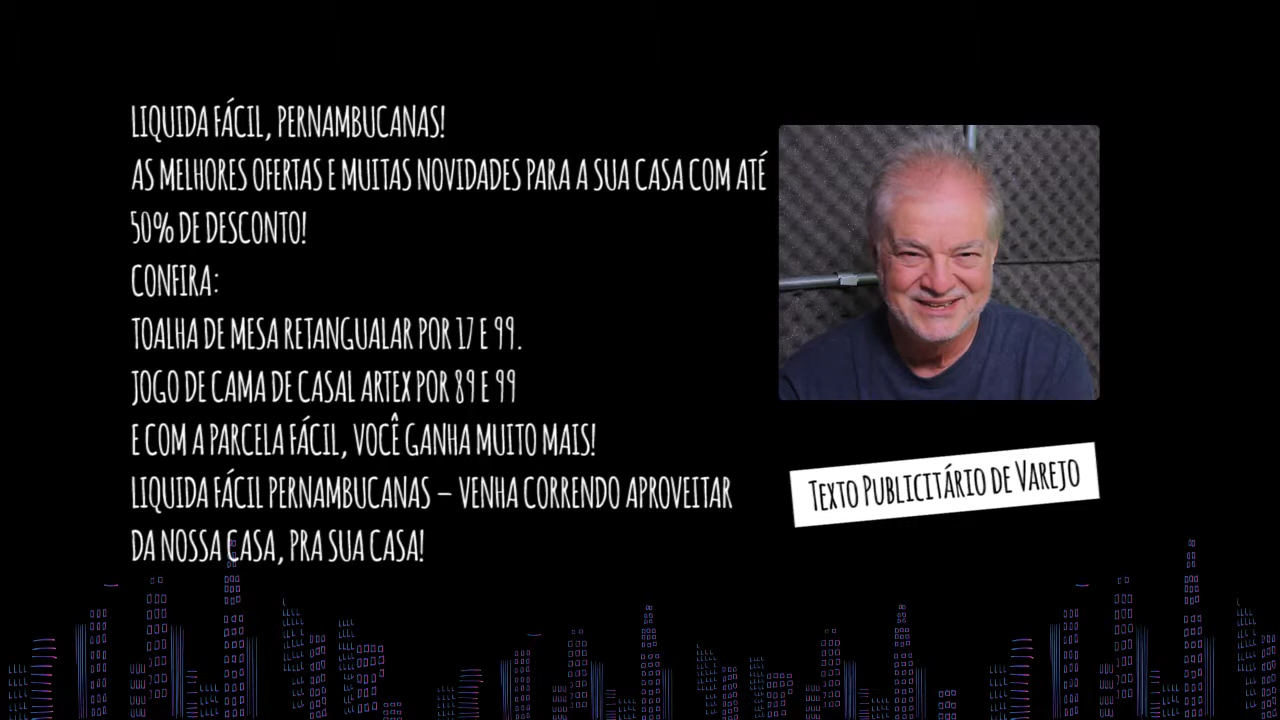 LIQUIDA FÁCIL, PERNAMBUCANAS!
AS MELHORES OFERTAS E MUITAS NOVIDADES PARA A SUA CASA COM ATÉ
50% DE DESCONTO!
CONFIRA:
TOALHA DE MESA RETANGUALAR POR 17 E 99.
JOGO DE CAMA DE CASAL ARTEX POR 89 E 99
E COM A PARCELA FÁCIL, VOCÊ GANHA MUITO MAIS!
LIQUIDA FÁCIL PERNAMBUCANAS – VENHA CORRENDO APROVEITAR
DA NOSSA CASA, PRA SUA CASA!
TEXTO PUBLICITÁRIO DE VAREJO